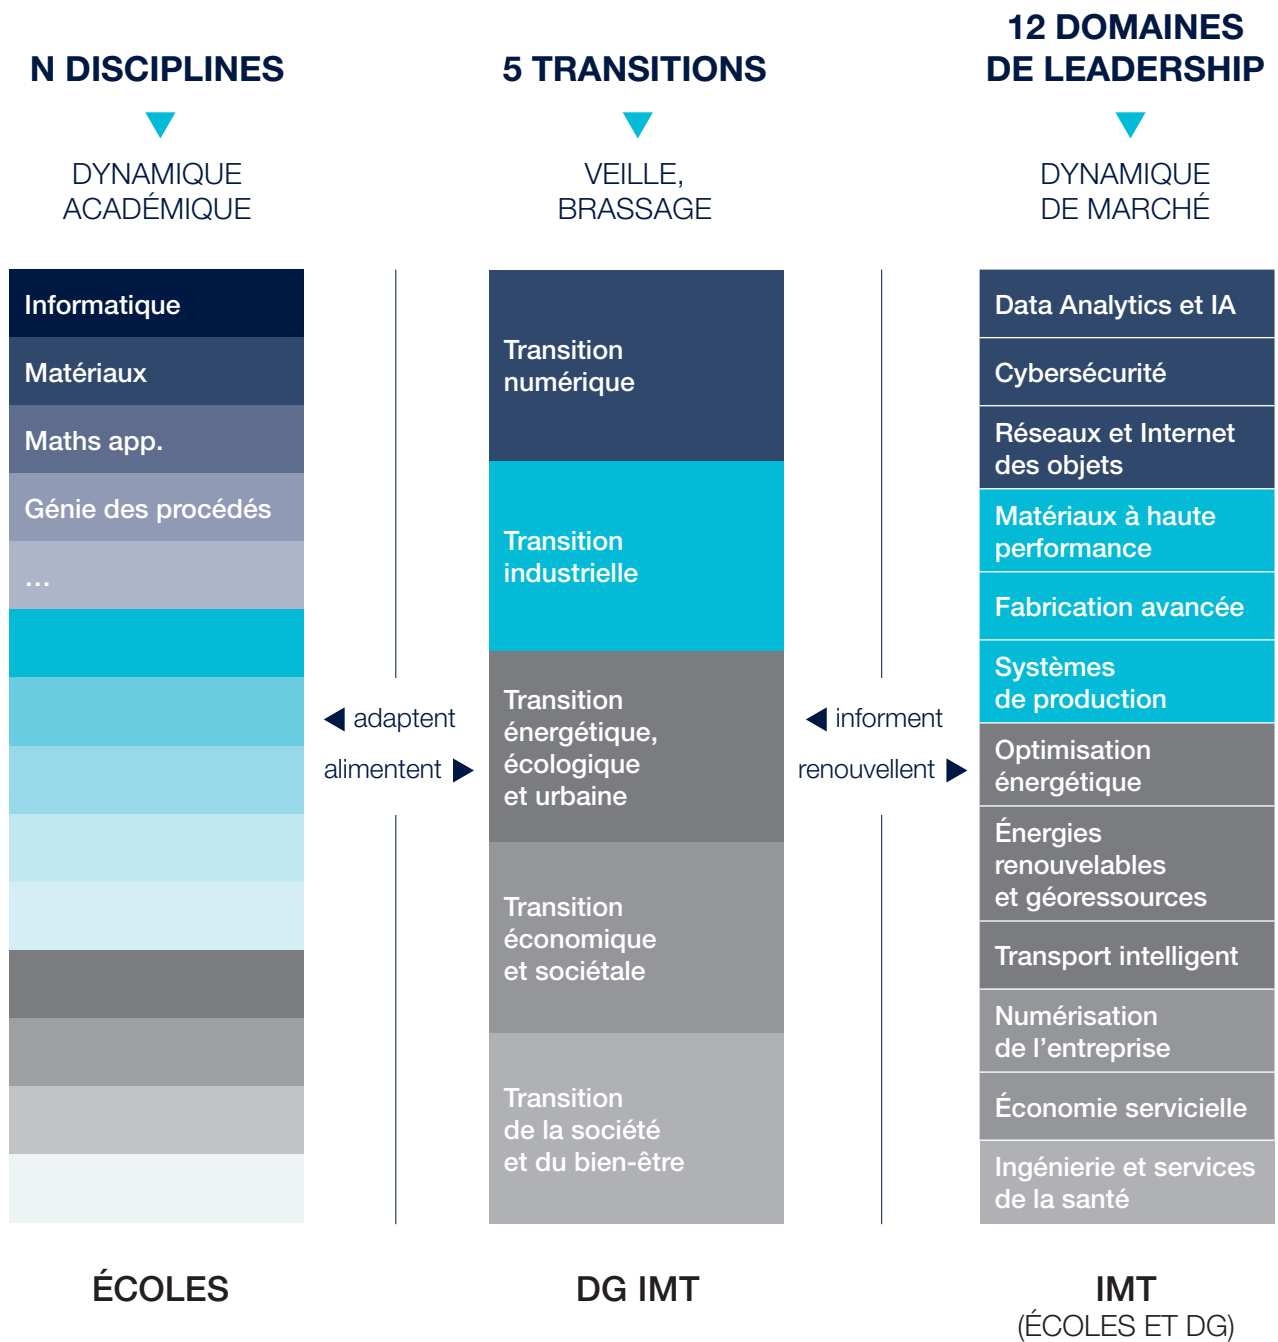 N DISCIPLINES
DYNAMIQUE
ACADÉMIQUE
Informatique
Matériaux
Maths app.
Génie des procédés
...
ÉCOLES
adaptent
alimentent
5 TRANSITIONS
VEILLE,
BRASSAGE
Transition
numérique
Transition
industrielle
Transition
énergétique,
écologique
et urbaine
Transition
économique
et sociétale
Transition
de la société
et du bien-être
DG IMT
informent
renouvellent
12 DOMAINES
DE LEADERSHIP
DYNAMIQUE
DE MARCHÉ
Data Analytics et IA
Cybersécurité
Réseaux et Internet
des objets
Matériaux à haute
performance
Fabrication avancée
Systèmes
de production
Optimisation
énergétique
Énergies
renouvelables
et géoressources
Transport intelligent
Numérisation
de l’entreprise
Économie servicielle
Ingénierie et services
de la santé
IMT
(ÉCOLES ET DG)